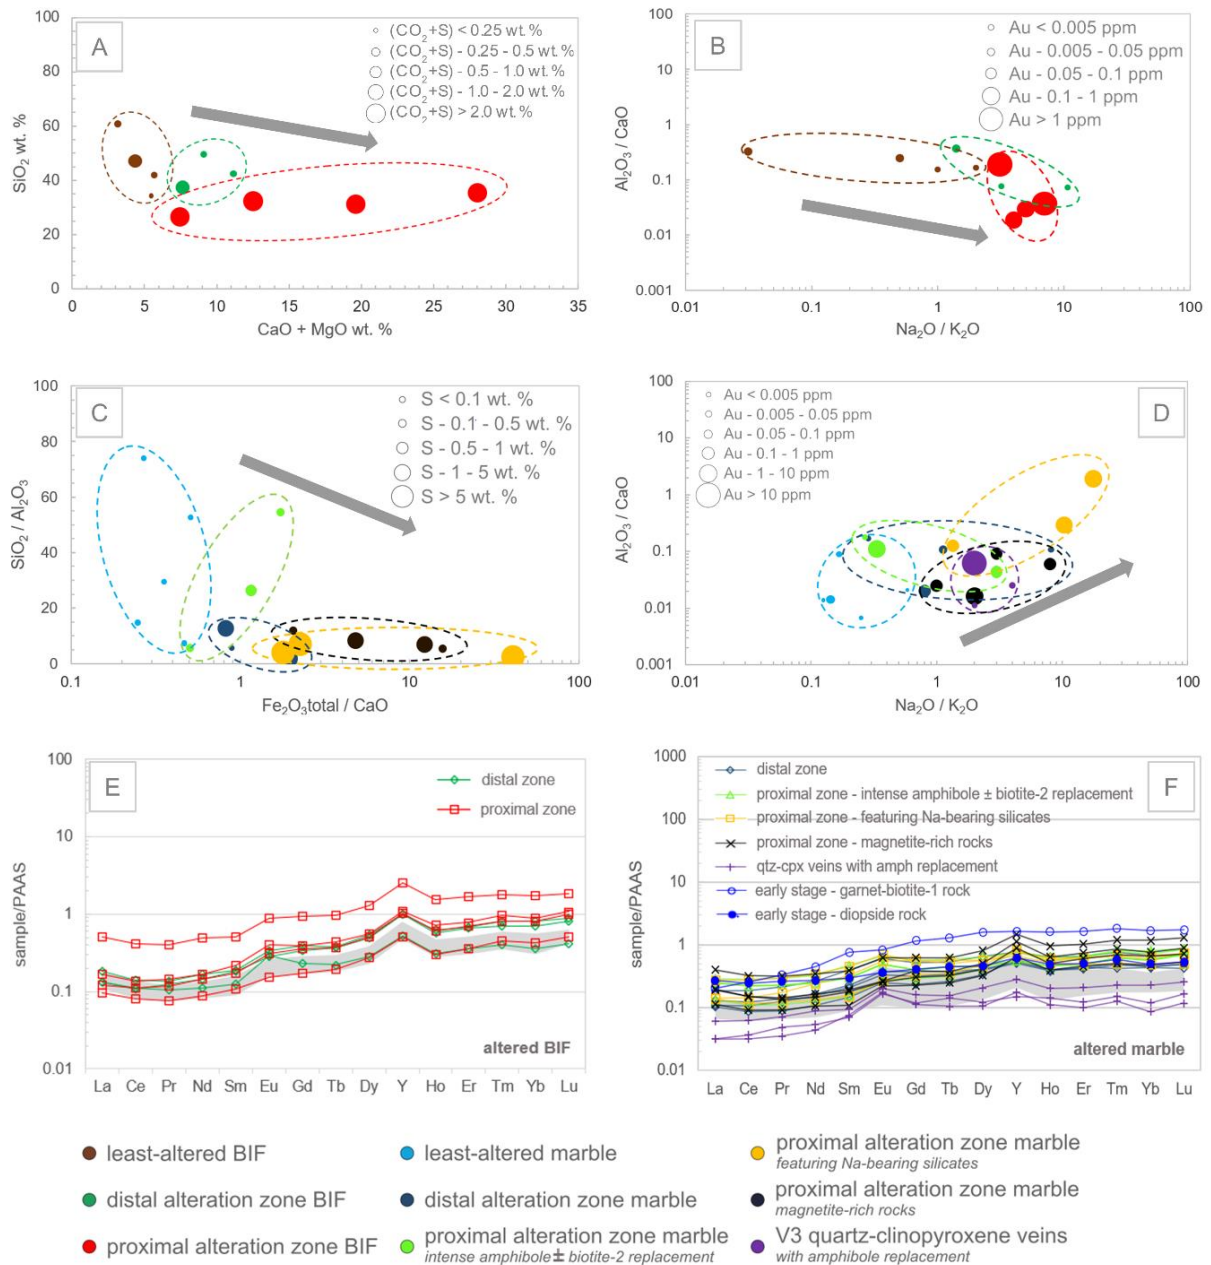 A
(CO2+S) < 0.25 wt. %
(CO2+S) - 0.25 - 0.5wt. %
(CO2+S) - 0.5 - 1.0 wt. %
(CO2+S) - 1.0 - 2.0 wt. %
(CO2+S) > 2.0 wt. %
SiO2 wt. %
100
80
60
40
20
0
0 5 10 15 20 25 30 35
CaO + MgO wt. %
B
Au < 0.005 ppm
Au - 0.005 - 0.05 ppm
Au - 0.05 - 0.1 ppm
Au - 0.1 - 1 ppm
Au > 1 ppm
Al2O3 / CaO
100
10
1
0.1
0.01
0.001
0.01 0.1 1 10 100
Na2O / K2O
C
S < 0.1 wt. %
S - 0.1 - 0.5 wt. %
S - 0.5 - 1 wt. %
S - 1 - 5 wt. %
S > 5 wt. %
SiO2 / Al2O3
100
80
60
40
20
0
0.1 1 10 100
Fe2O3total / CaO
D
Au < 0.005 ppm
Au - 0.005 - 0.05 ppm
Au - 0.05 - 0.1 ppm
Au - 0.1 - 1 ppm
Au - 1 - 10 ppm
Au > 10 ppm
Al2O3 / CaO
100
10
1
0.1
0.01
0.001
0.01 0.1 1 10 100
Na2O / K2O
E
distal zone
proximal zone
sample/PAAS
100
10
1
0.1
0.01
altered BIF
La Ce Pr Nd Sm Eu Gd Tb Dy Y Ho Er Tm Yb Lu
F
distal zone
proximal zone - intense amphibole ± biotite-2 replacement
proximal zone - featuring Na-bearing silicates
proximal zone - magnetite-rich rocks
qtz-cpx veins with amph replacement
early stage - garnet-biotite-1 rock
early stage - diopside rock
sample/PAAS
1000
100
10
1
0.1
0.01
altered marble
La Ce Pr Nd Sm Eu Gd Tb Dy Y Ho Er Tm Yb Lu
least-altered BIF
distal alteration zone BIF
proximal alteration zone BIF
least-altered marble
distal alteration zone marble
proximal alteration zone marble
intense amphibole ± biotite-2 replacement
proximal alteration zone marble
featuring Na-bearing silicates
proximal alteration zone marble
magnetite-rich rocks
V3 quartz-clinopyroxene veins
with amphibole replacement